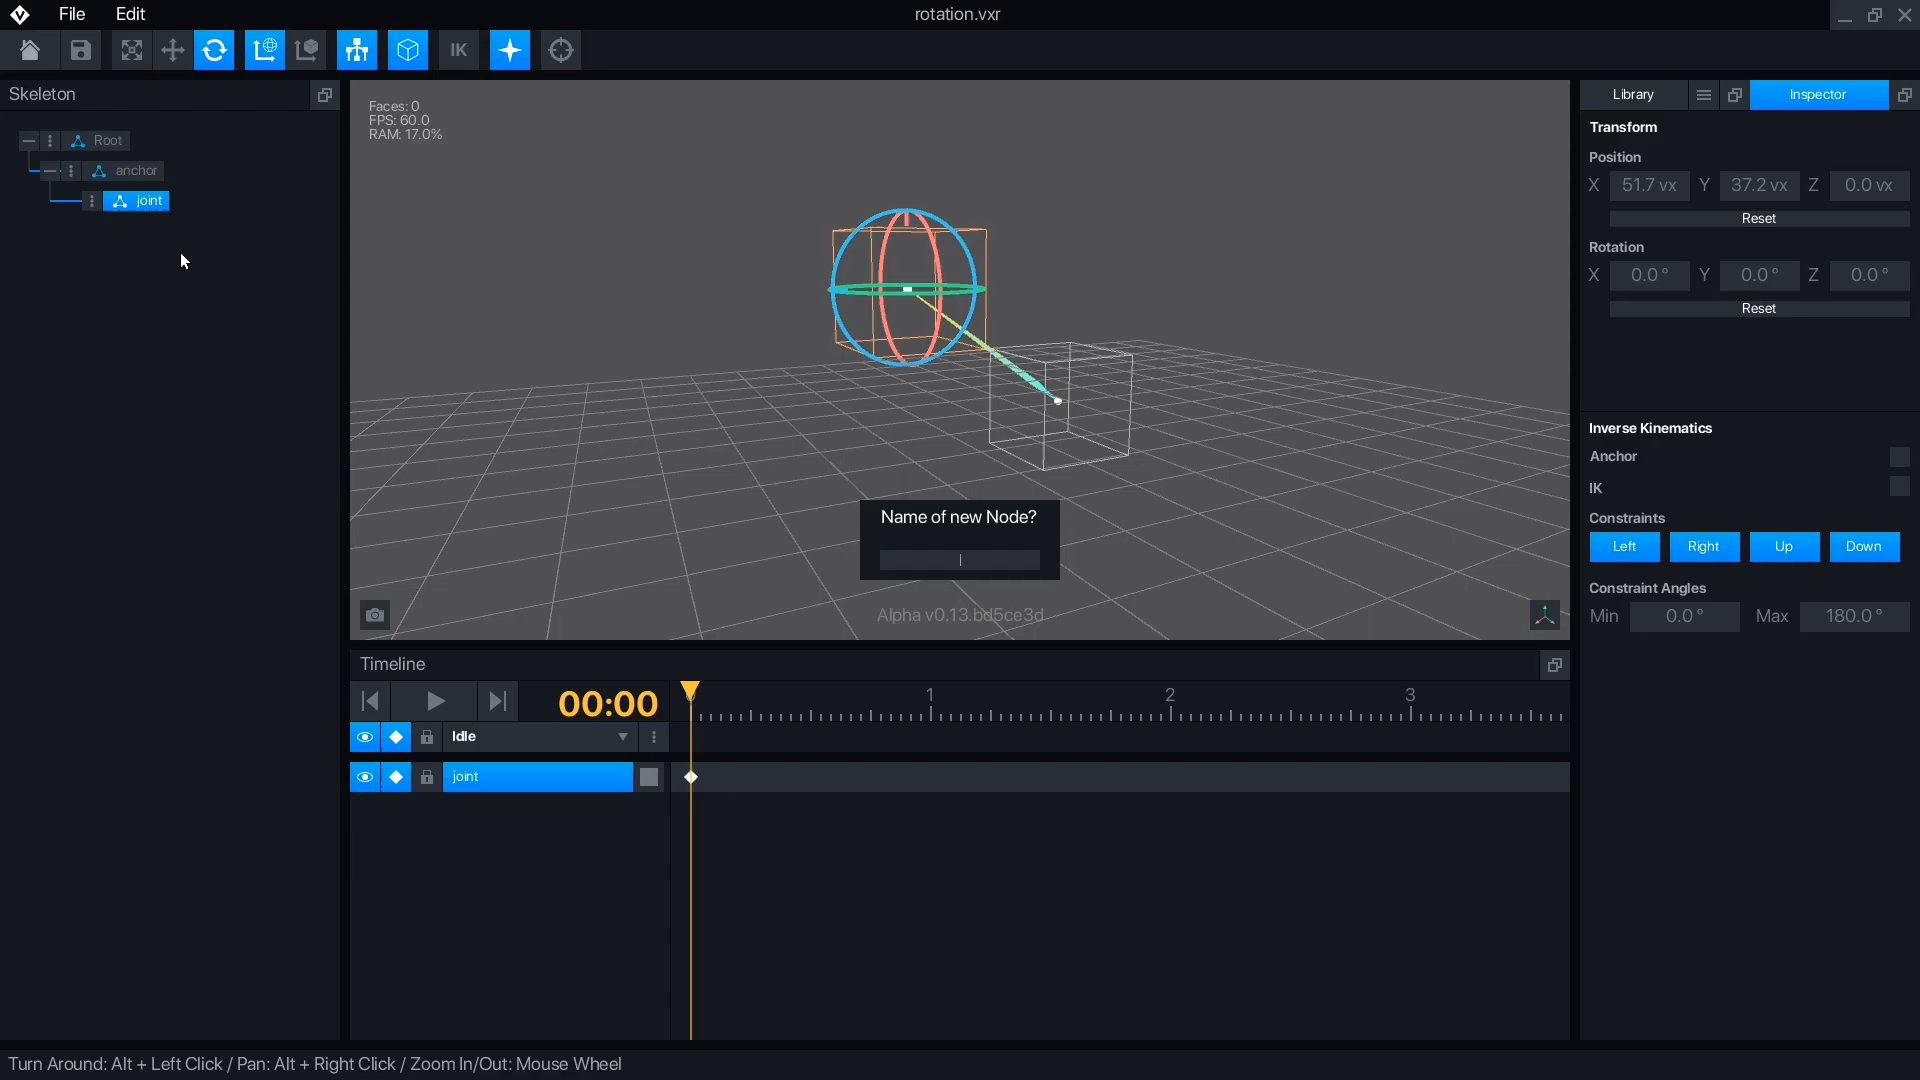 File Edit rotation.vxr
IK
Skeleton
Root
anchor
joint
Faces: 0
FPS: 60.0
RAM: 17.0%
Name of new Node?
Alpha v0.13.bd5ce3d
Library Inspector
Transform
Position
X 51.7 vx Y 37.2 vx Z 0.0 vx
Reset
Rotation
X 0.0 ° Y 0.0 ° Z 0.0 °
Reset
Inverse Kinematics
Anchor
IK
Constraints
Left Right Up Down
Constraint Angles
Min 0.0 ° Max 180.0 °
Timeline
00:00 1 2 3
Idle
joint
Turn Around: Alt + Left Click / Pan: Alt + Right Click / Zoom In/Out: Mouse Wheel